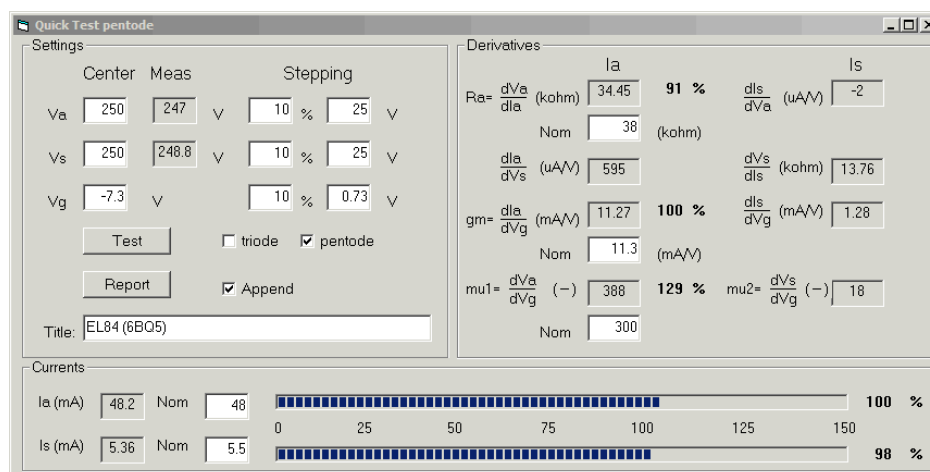 Quick Test pentode
Settings
Center Meas Stepping
Va 250 247 V 10 % 25 V
Vs 250 248.8 V 10 % 25 V
Vg -7.3 V 10 % 0.73 V
Test triode pentode
Report Append
Title: EL84 (6BQ5)
Derivatives
Ia Is
Ra= dVa/dIa (kohm) 34.45 91 % dIs/dVa (uA/V) -2
Nom 38 (kohm)
dIa/dVs (uA/V) 595 dVs/dIs (kohm) 13.76
gm= dIa/dVg (mA/V) 11.27 100 % dIs/dVg (mA/V) 1.28
Nom 11.3 (mA/V)
mu1= dVa/dVg (−) 388 129 % mu2= dVs/dVg (−) 18
Nom 300
Currents
Ia (mA) 48.2 Nom 48 100 %
0 25 50 75 100 125 150
Is (mA) 5.36 Nom 5.5 98 %